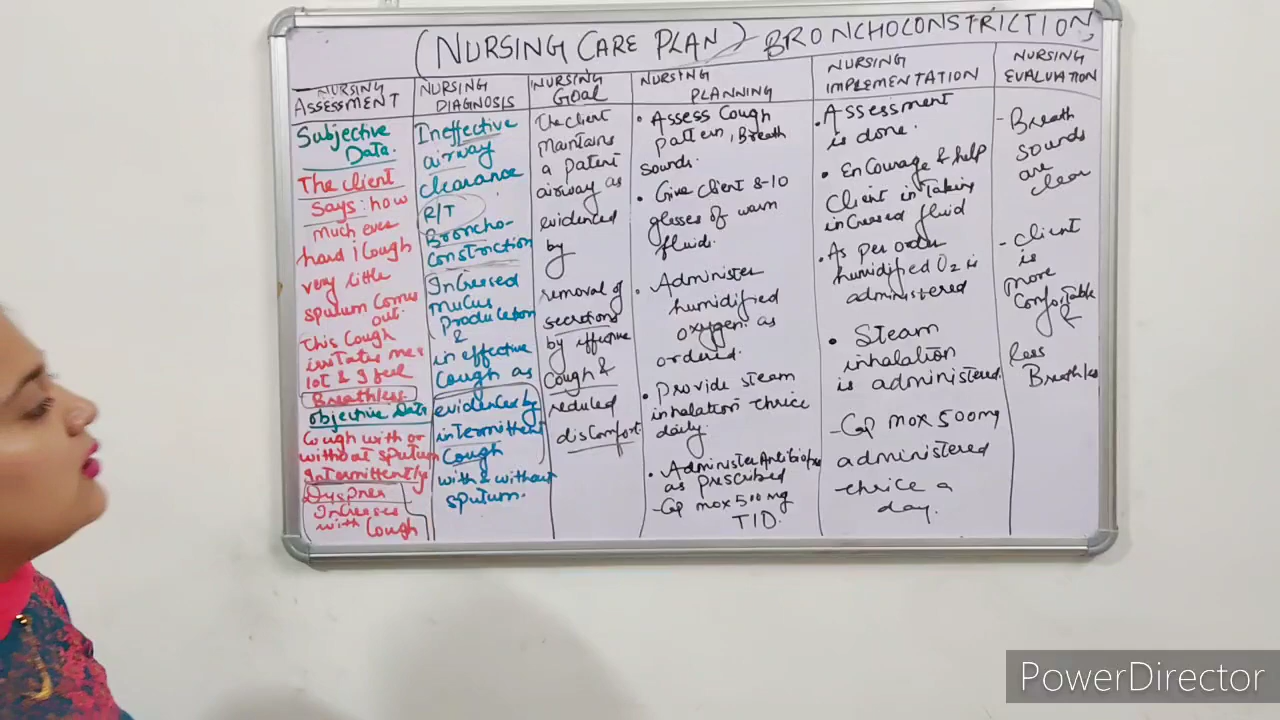 (NURSING CARE PLAN) BRONCHOCONSTRICTION
NURSING
ASSESSMENT
Subjective
Data.
The client
Says: how
much ever
hard i Cough
very little
sputum Comes
out.
This Cough
irritates me
lot & I feel
Breathless
objective Data
Cough with or
without sputum
Intermittently
Dyspnea
Increases
with Cough
NURSING
DIAGNOSIS
Ineffective
airway
clearance
R/T
Broncho-
constriction
Increased
mucus
Production
&
in effective
Cough as
evidenced by
intermittent
Cough
with & without
sputum.
NURSING
GOAL
The client
maintains
a patent
airway as
evidenced
by
removal of
secretions
by effective
Cough &
reduced
discomfort
NURSING
PLANNING
• Assess Cough
pattern, Breath
sounds.
• Give client 8-10
glasses of warm
fluids.
• Administer
humidified
oxygen as
ordered.
• Provide steam
inhalation thrice
daily
• Administer Antibiotics
as prescribed
- Cap mox 500 mg
TID.
NURSING
IMPLEMENTATION
• Assessment
is done.
• EnCourage & help
Client in Taking
inCreased fluid
• As per order
humidified O2 is
administered
• Steam
inhalation
is administered.
- Cap mox 500mg
administered
thrice a
day.
NURSING
EVALUATION
- Breath
sounds
are
clear
- client
is
more
Comfortable
&
less
Breathless
PowerDirector